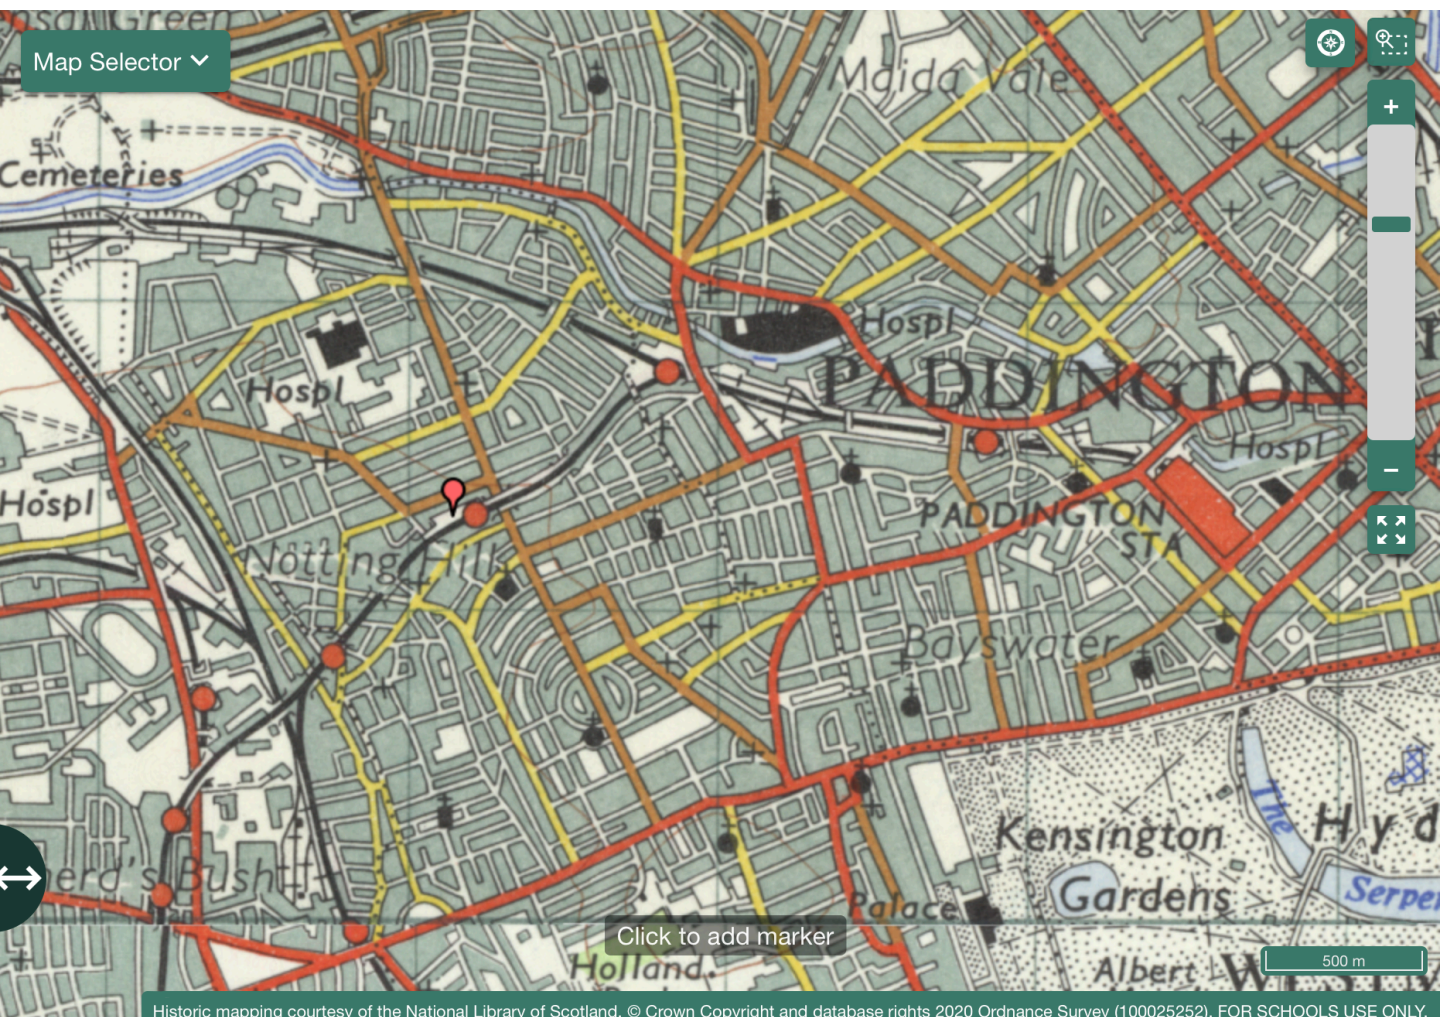 Map Selector
Maida Vale
Cemeteries
Hospl
PADDINGTON
Hospl
Hospl
Hospl
PADDINGTON
STA
Notting Hill
Bayswater
The
Hyd
Kensington
Gardens
Serpen
erd's Bush
Palace
Click to add marker
Holland
Albert
500 m
Historic mapping courtesy of the National Library of Scotland. © Crown Copyright and database rights 2020 Ordnance Survey (100025252). FOR SCHOOLS USE ONLY.